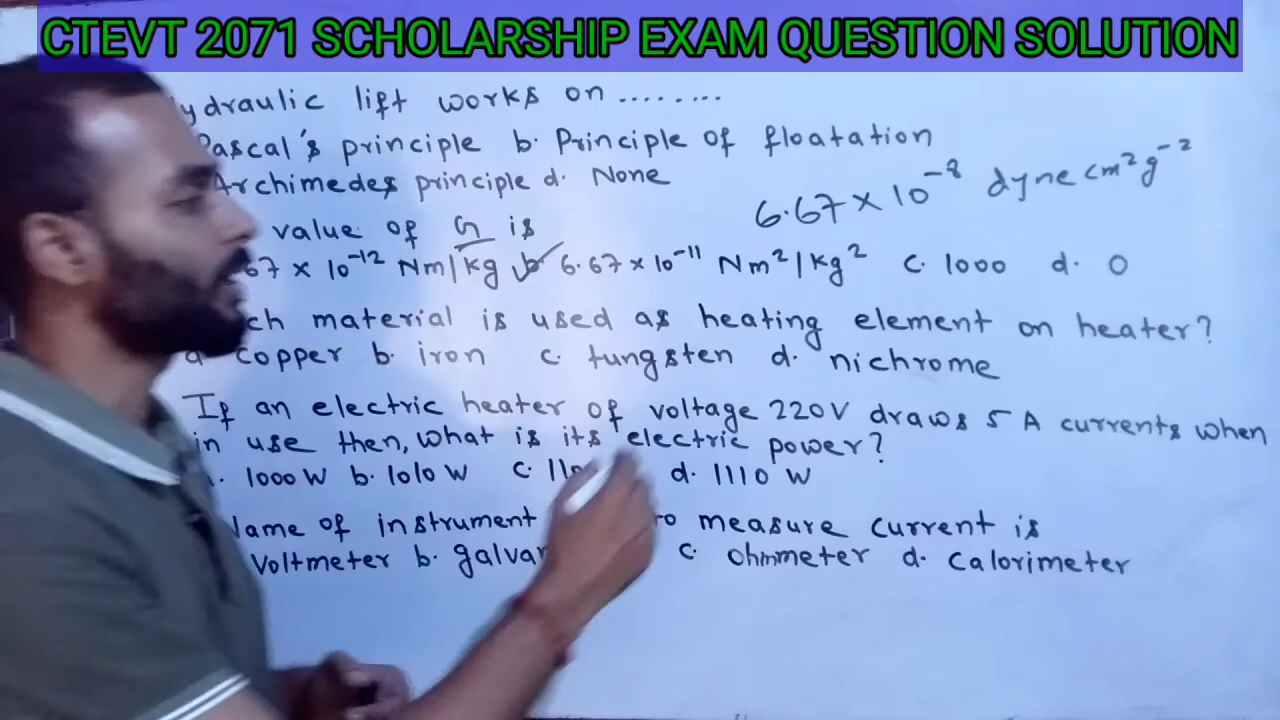 CTEVT 2071 SCHOLARSHIP EXAM QUESTION SOLUTION
ydraulic lift works on ........
Pascal's principle b. Principle of floatation
Archimedes principle d. None
6.67 × 10⁻⁸ dyne cm² g⁻²
value of G is
67 × 10⁻¹² Nm/kg b. 6.67 × 10⁻¹¹ Nm²/kg² c. 1000 d. 0
ch material is used as heating element on heater?
a copper b. iron c. tungsten d. nichrome
If an electric heater of voltage 220V draws 5 A currents when
in use then, what is its electric power?
1000 W b. 1010 W c. d. 1110 W
ame of instrument to measure current is
Voltmeter b. galvan c. ohmmeter d. Calorimeter